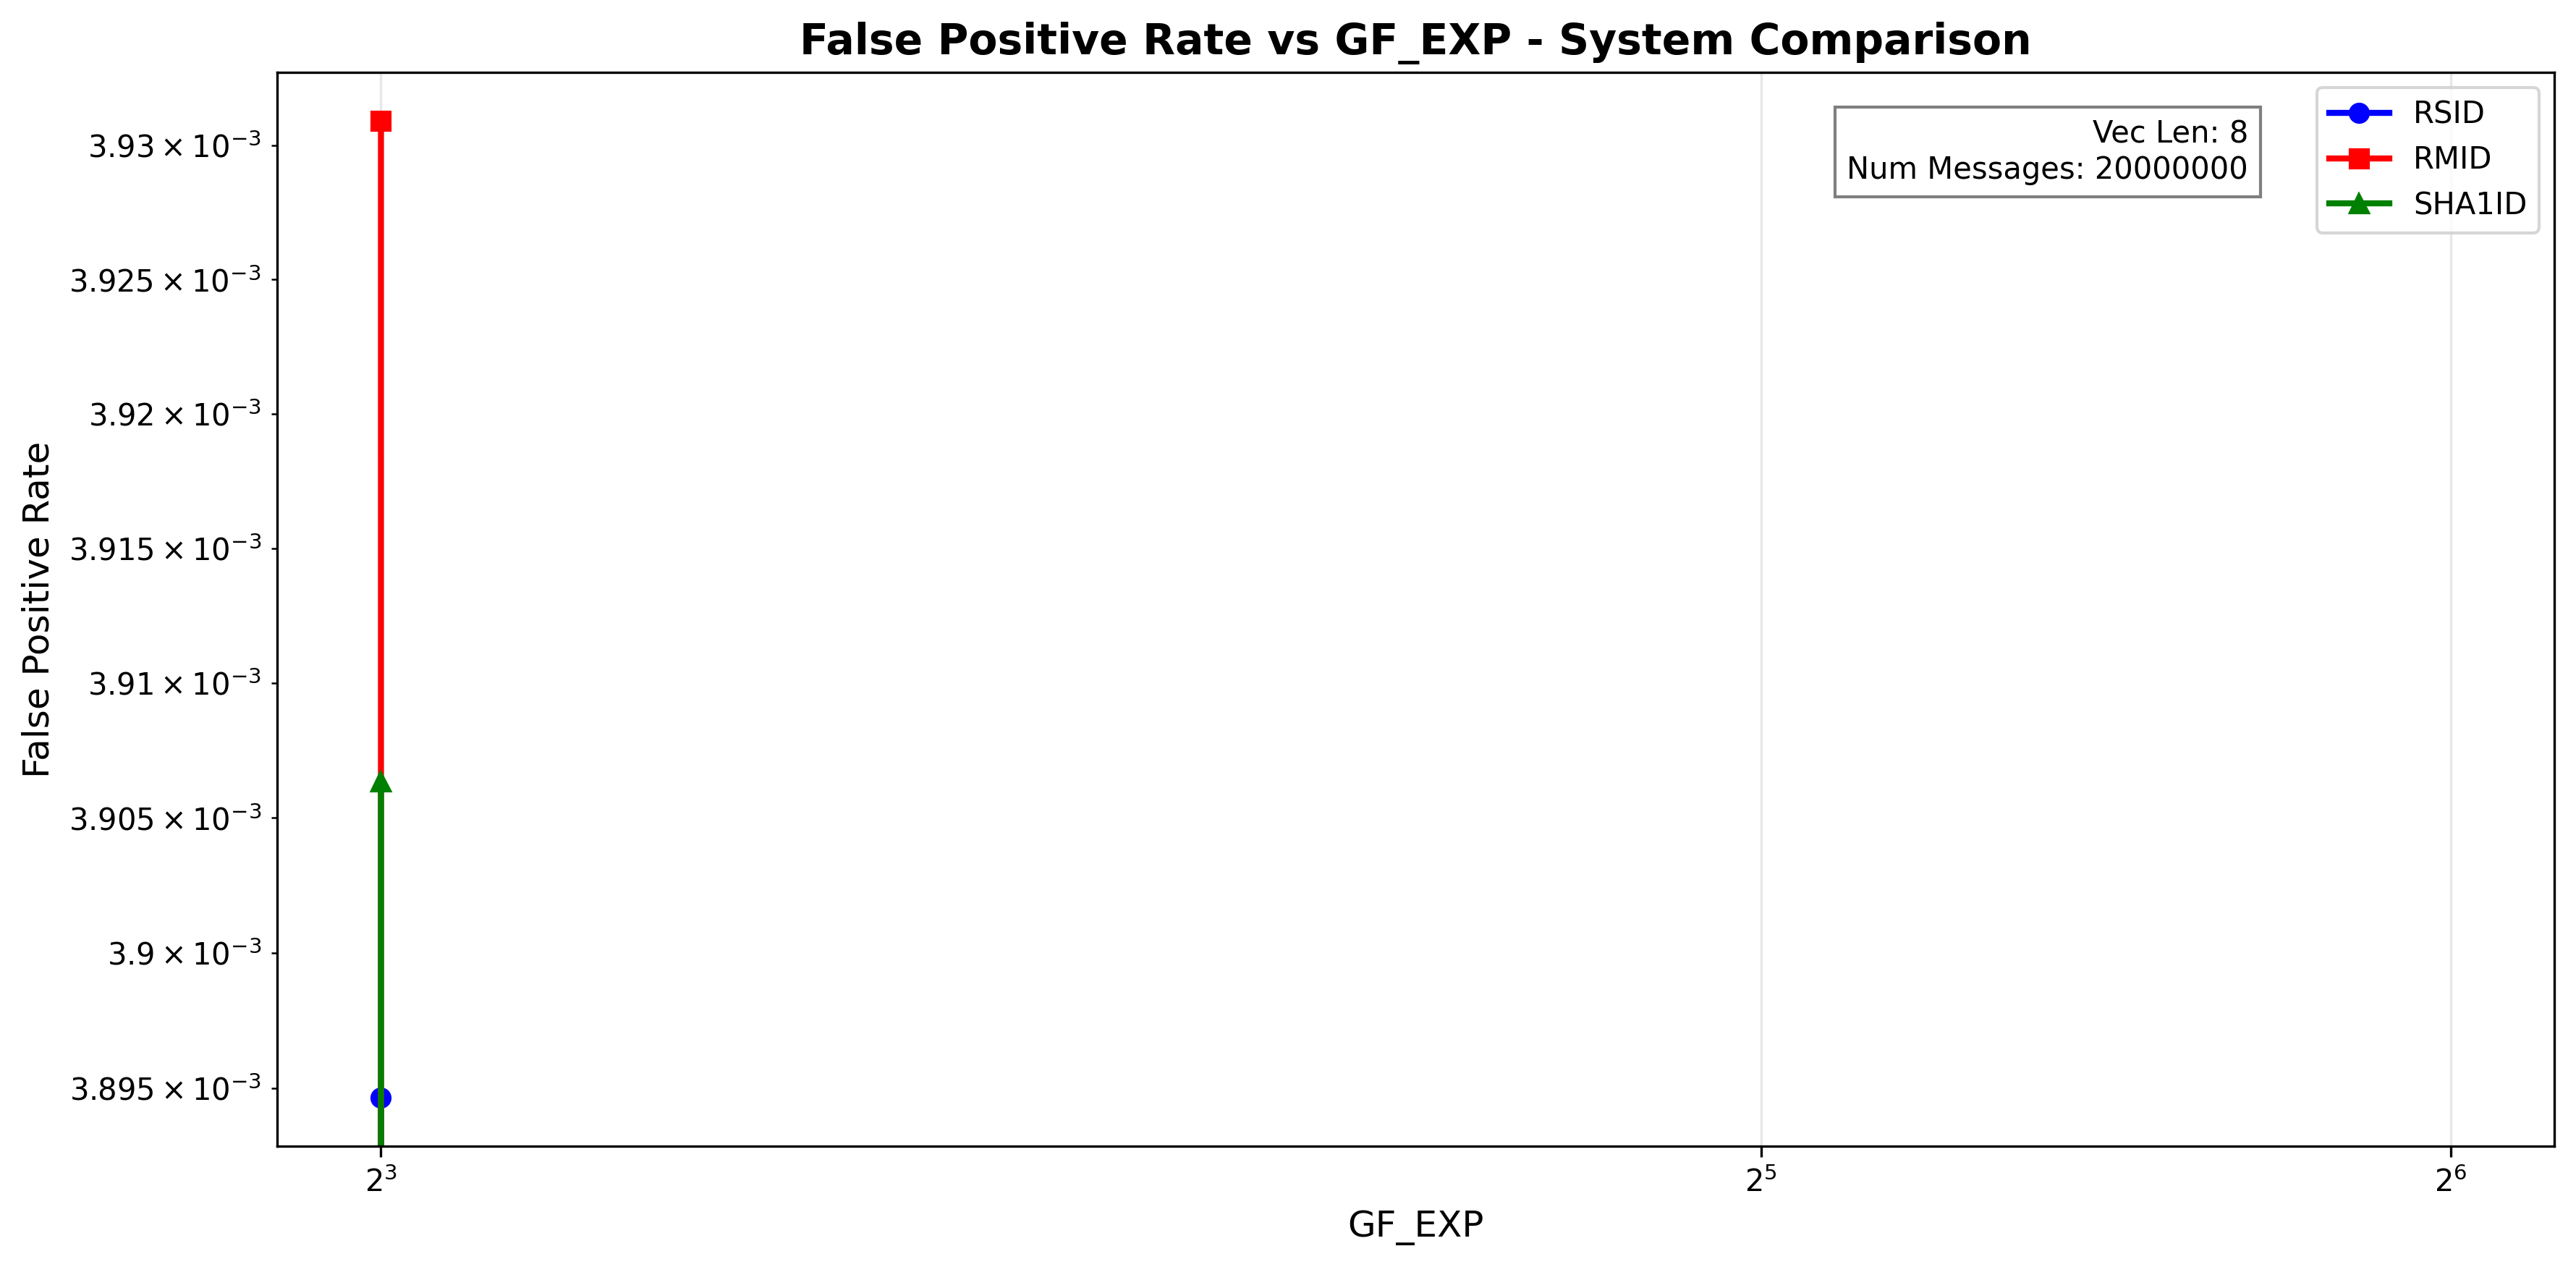 False Positive Rate vs GF_EXP - System Comparison
Vec Len: 8
Num Messages: 20000000
RSID
RMID
SHA1ID
False Positive Rate
3.93 × 10⁻³
3.925 × 10⁻³
3.92 × 10⁻³
3.915 × 10⁻³
3.91 × 10⁻³
3.905 × 10⁻³
3.9 × 10⁻³
3.895 × 10⁻³
2³
2⁵
2⁶
GF_EXP